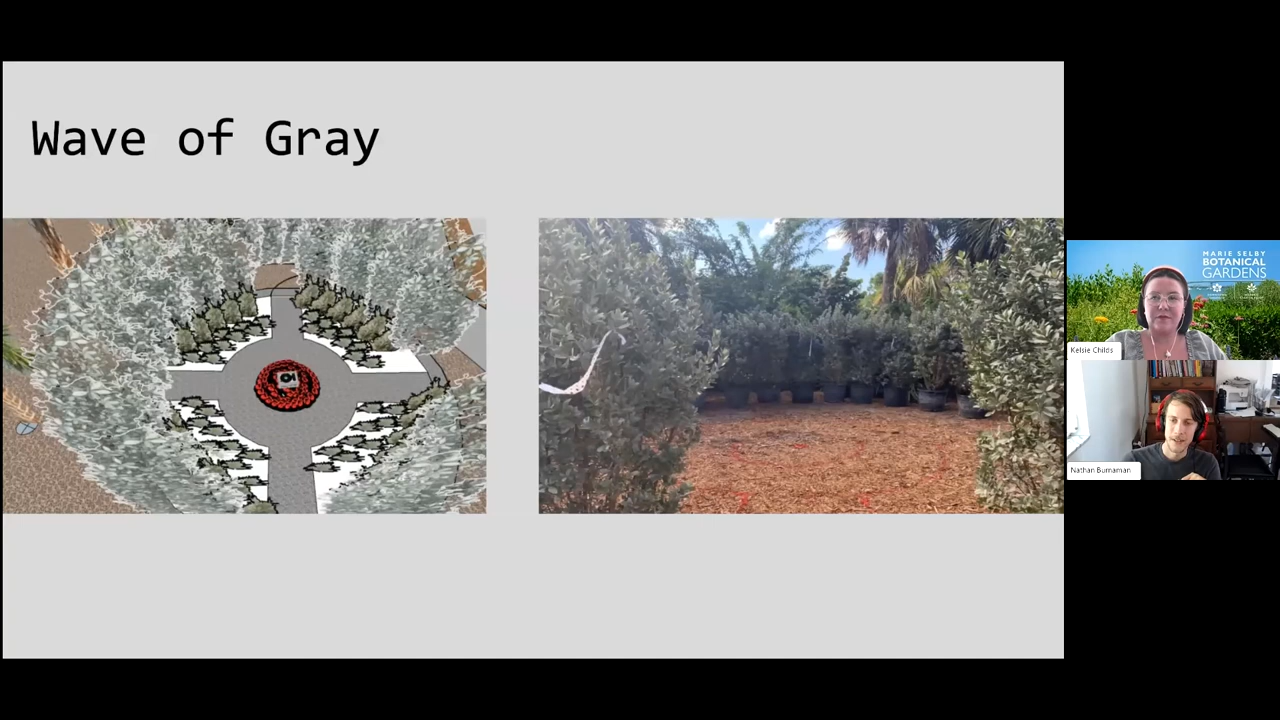 Wave of Gray
MARIE SELBY
BOTANICAL
GARDENS
Kelsie Childs
Nathan Burnaman